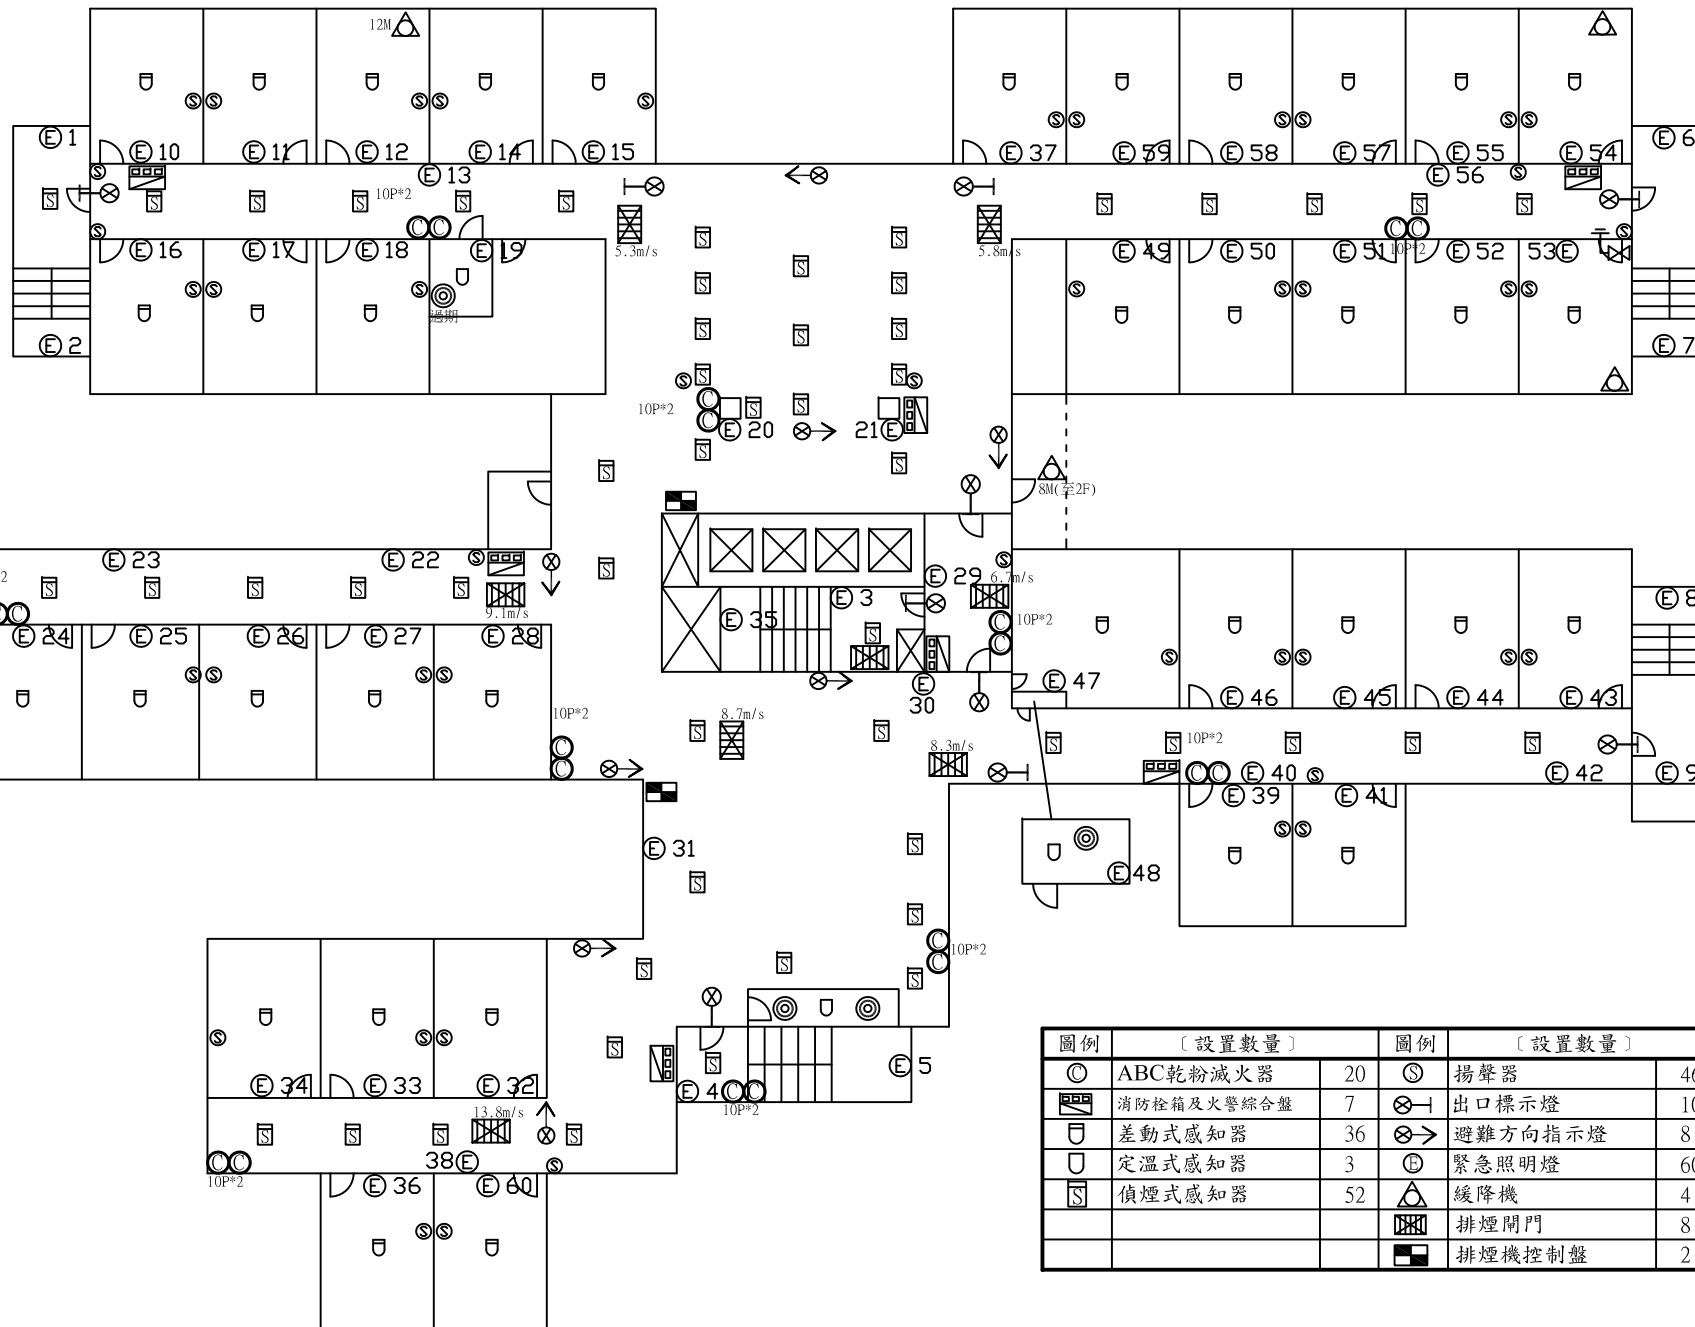 12M
E 1
E 10
E 11
E 12
E 14
E 15
E 37
E 59
E 58
E 57
E 55
E 54
E 6
E 13
E 56
10P*2
E 16
E 17
E 18
E 19
5.3m/s
5.8m/s
E 49
E 50
E 51
10P*2
E 52
53 E
過期
E 2
E 7
10P*2
E 20
21 E
8M(至2F)
E 23
E 22
9.1m/s
E 29
6.7m/s
E 3
E 35
10P*2
E 8
E 24
E 25
E 26
E 27
E 28
E 47
E 30
E 46
E 45
E 44
E 43
10P*2
8.7m/s
8.3m/s
10P*2
E 40
E 42
E 9
E 39
E 41
E 31
E 48
10P*2
E 34
E 33
E 32
E 4
E 5
10P*2
13.8m/s
38 E
10P*2
E 36
E 60
圖例 〔設置數量〕 圖例 〔設置數量〕
C ABC乾粉滅火器 20 S 揚聲器
消防栓箱及火警綜合盤 7 出口標示燈
差動式感知器 36 避難方向指示燈 8
定溫式感知器 3 E 緊急照明燈
S 偵煙式感知器 52 緩降機 4
排煙閘門 8
排煙機控制盤 2